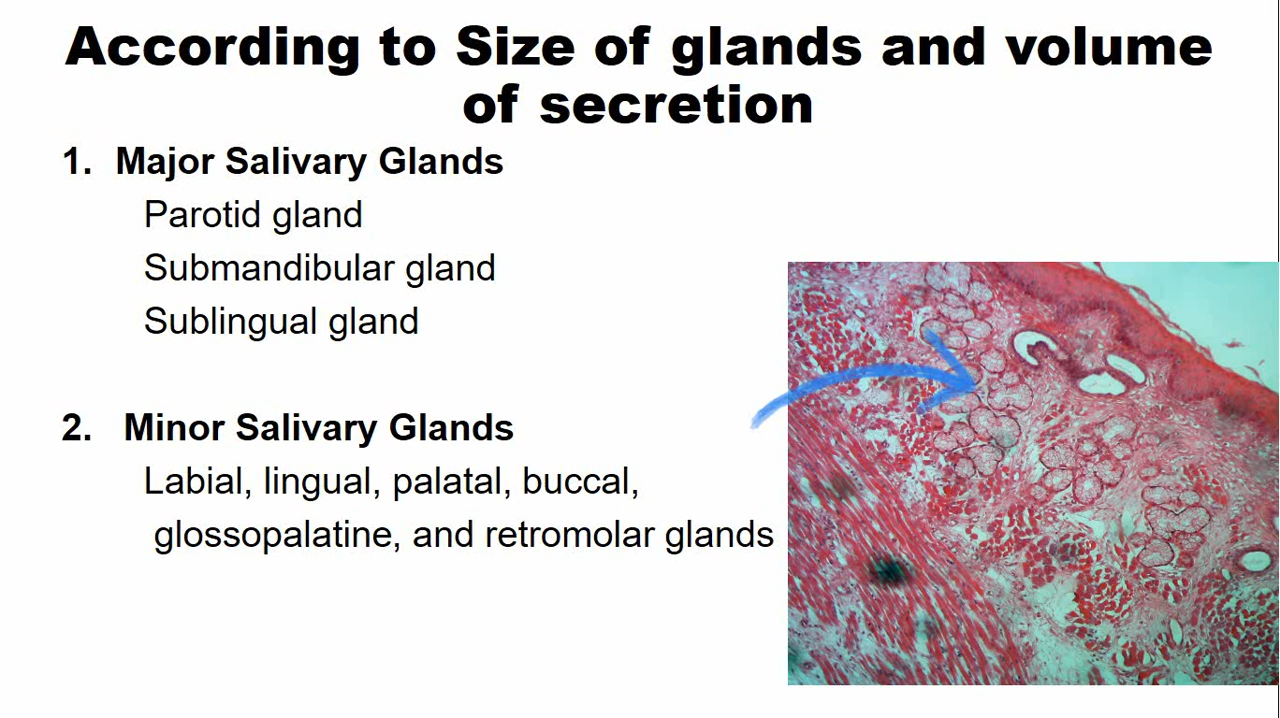 According to Size of glands and volume
of secretion
1. Major Salivary Glands
Parotid gland
Submandibular gland
Sublingual gland
2. Minor Salivary Glands
Labial, lingual, palatal, buccal,
glossopalatine, and retromolar glands